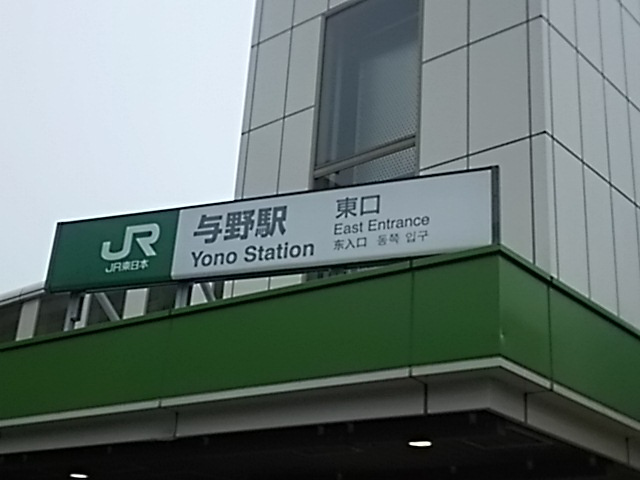 JR
JR東日本
与野駅
Yono Station
東口
East Entrance
东入口 동쪽 입구